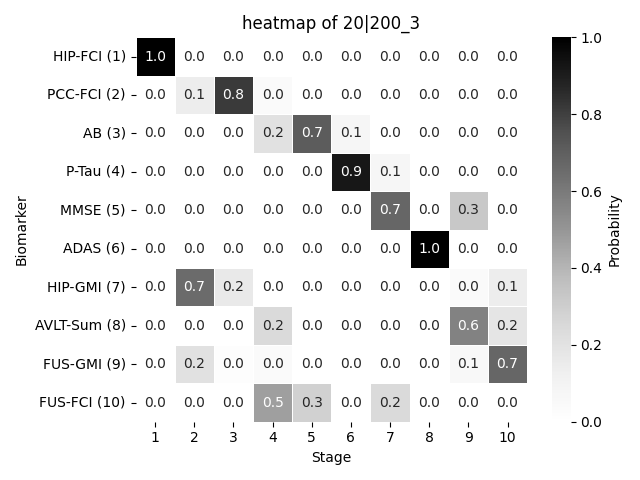 heatmap of 20|200_3
HIP-FCI (1) 1.0 0.0 0.0 0.0 0.0 0.0 0.0 0.0 0.0 0.0
PCC-FCI (2) 0.0 0.1 0.8 0.0 0.0 0.0 0.0 0.0 0.0 0.0
AB (3) 0.0 0.0 0.0 0.2 0.7 0.1 0.0 0.0 0.0 0.0
P-Tau (4) 0.0 0.0 0.0 0.0 0.0 0.9 0.1 0.0 0.0 0.0
MMSE (5) 0.0 0.0 0.0 0.0 0.0 0.0 0.7 0.0 0.3 0.0
ADAS (6) 0.0 0.0 0.0 0.0 0.0 0.0 0.0 1.0 0.0 0.0
HIP-GMI (7) 0.0 0.7 0.2 0.0 0.0 0.0 0.0 0.0 0.0 0.1
AVLT-Sum (8) 0.0 0.0 0.0 0.2 0.0 0.0 0.0 0.0 0.6 0.2
FUS-GMI (9) 0.0 0.2 0.0 0.0 0.0 0.0 0.0 0.0 0.1 0.7
FUS-FCI (10) 0.0 0.0 0.0 0.5 0.3 0.0 0.2 0.0 0.0 0.0
1 2 3 4 5 6 7 8 9 10
Stage
Biomarker
1.0
0.8
0.6
0.4
0.2
0.0
Probability